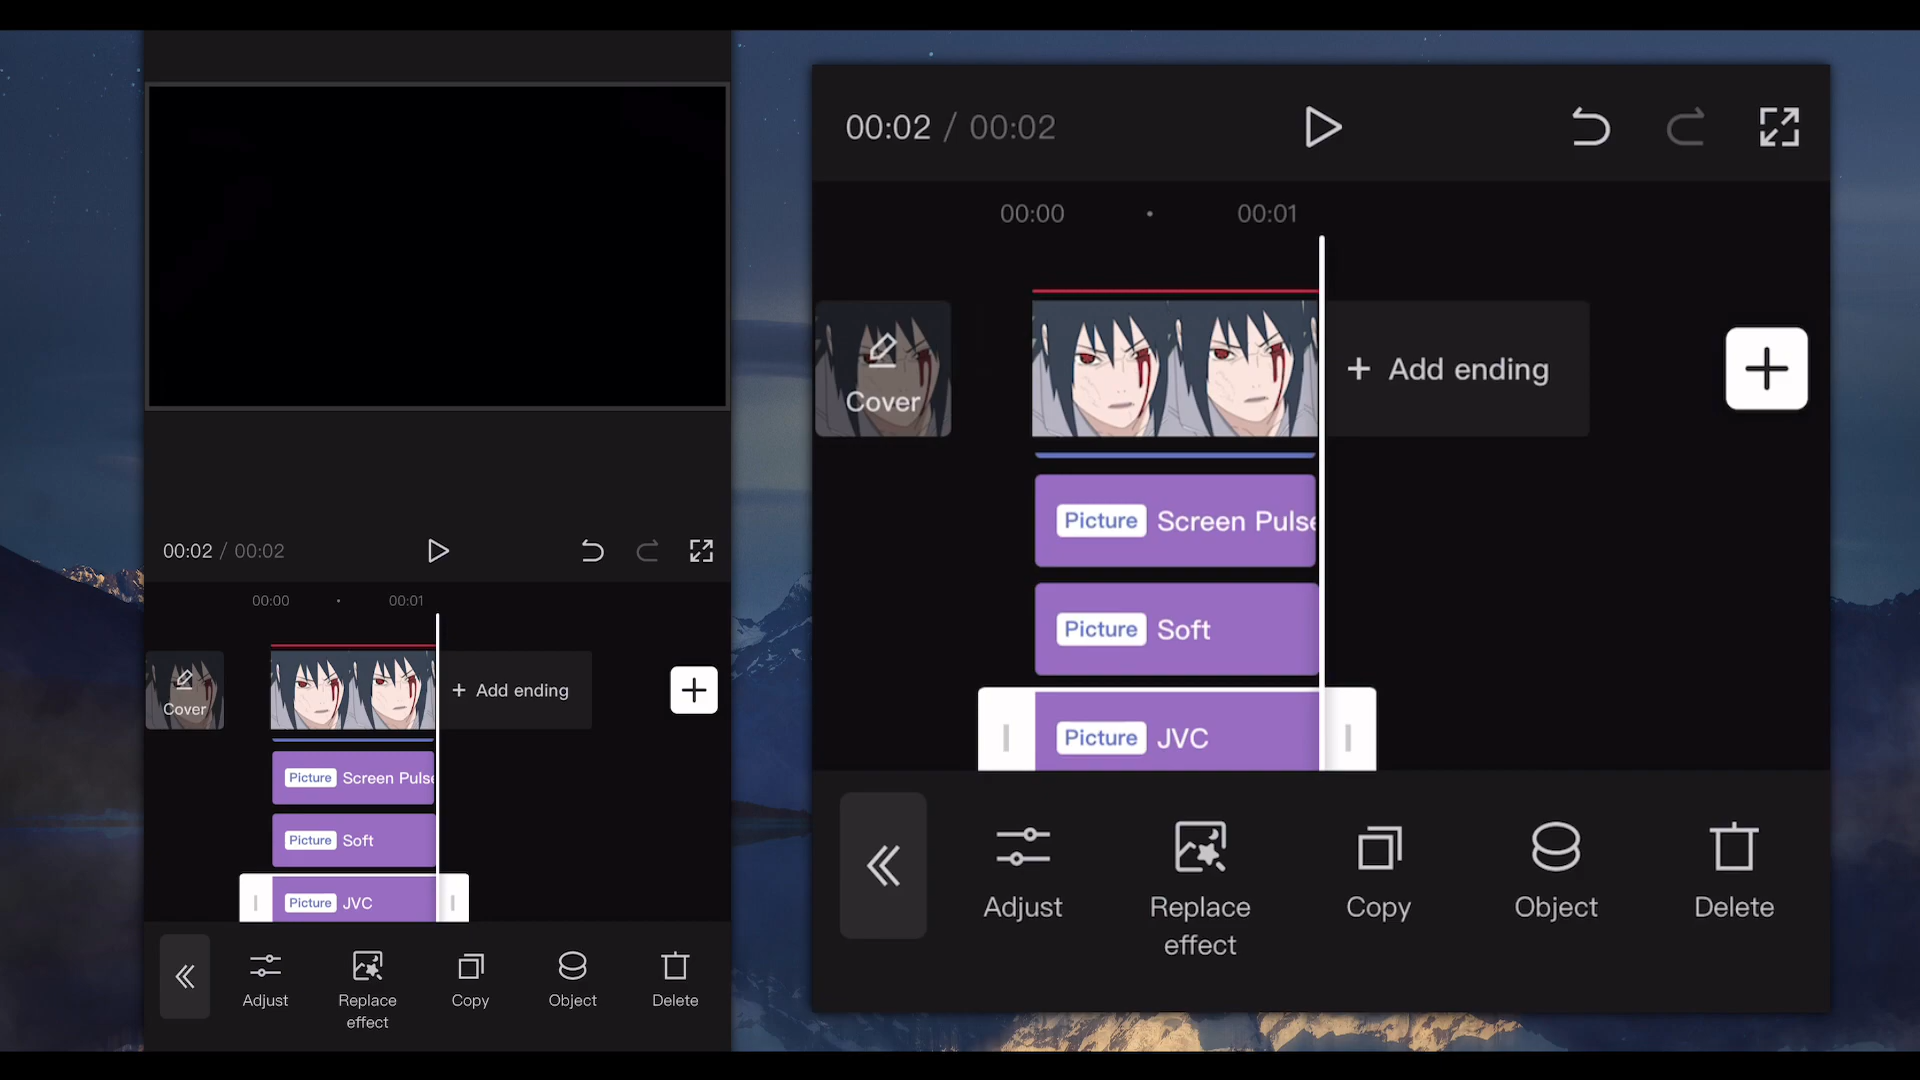 00:02 / 00:02
00:00
00:01
Cover
+ Add ending
Picture Screen Pulse
Picture Soft
Picture JVC
Adjust
Replace effect
Copy
Object
Delete
00:02 / 00:02
00:00
00:01
Cover
+ Add ending
Picture Screen Pulse
Picture Soft
Picture JVC
Adjust
Replace effect
Copy
Object
Delete